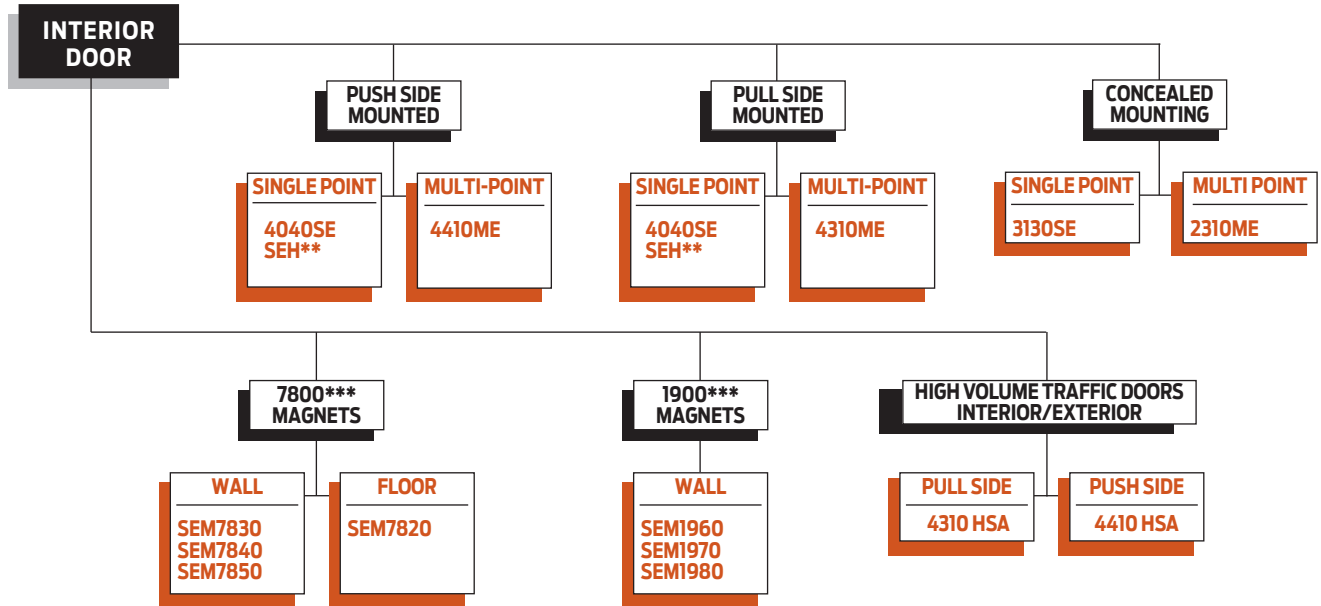 INTERIOR
DOOR
PUSH SIDE
MOUNTED
SINGLE POINT
4040SE
SEH**
MULTI-POINT
4410ME
PULL SIDE
MOUNTED
SINGLE POINT
4040SE
SEH**
MULTI-POINT
4310ME
CONCEALED
MOUNTING
SINGLE POINT
3130SE
MULTI POINT
2310ME
7800***
MAGNETS
WALL
SEM7830
SEM7840
SEM7850
FLOOR
SEM7820
1900***
MAGNETS
WALL
SEM1960
SEM1970
SEM1980
HIGH VOLUME TRAFFIC DOORS
INTERIOR/EXTERIOR
PULL SIDE
4310 HSA
PUSH SIDE
4410 HSA